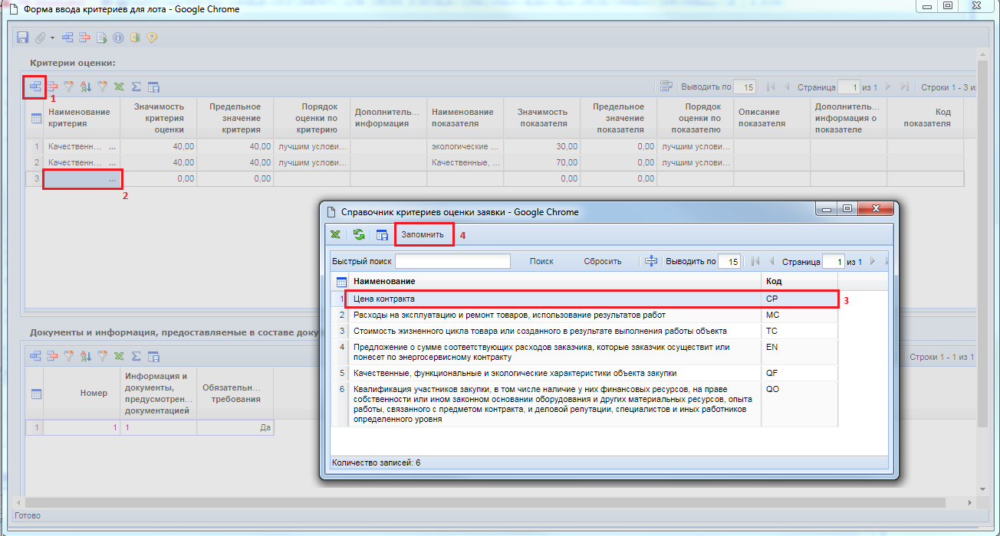 Форма ввода критериев для лота - Google Chrome
Критерии оценки:
1
Выводить по 15 Страница 1 из 1 Строки 1 - 3 из
Наименование критерия
Значимость критерия оценки
Предельное значение критерия
Порядок оценки по критерию
Дополнитель... информация
Наименование показателя
Значимость показателя
Предельное значение показателя
Порядок оценки по показателю
Описание показателя
Дополнитель... информация о показателе
Код показателя
1 Качественн... ... 40,00 40,00 лучшим услови... экологические ... 30,00 0,00 лучшим услови...
2 Качественн... ... 40,00 40,00 лучшим услови... Качественные, ... 70,00 0,00 лучшим услови...
3 ... 0,00 0,00 0,00 0,00
2
Справочник критериев оценки заявки - Google Chrome
Запомнить 4
Быстрый поиск Поиск Сбросить Выводить по 15 Страница 1 из 1
Наименование Код
1 Цена контракта CP 3
2 Расходы на эксплуатацию и ремонт товаров, использование результатов работ MC
3 Стоимость жизненного цикла товара или созданного в результате выполнения работы объекта TC
4 Предложение о сумме соответствующих расходов заказчика, которые заказчик осуществит или EN
понесет по энергосервисному контракту
5 Качественные, функциональные и экологические характеристики объекта закупки QF
6 Квалификация участников закупки, в том числе наличие у них финансовых ресурсов, на праве QO
собственности или ином законном основании оборудования и других материальных ресурсов, опыта
работы, связанного с предметом контракта, и деловой репутации, специалистов и иных работников
определенного уровня
Количество записей: 6
Документы и информация, предоставляемые в составе
Строки 1 - 1 из 1
Номер
Информация и документы, предусмотрен... документацией
Обязательн... требования
1 1 1 Да
Готово